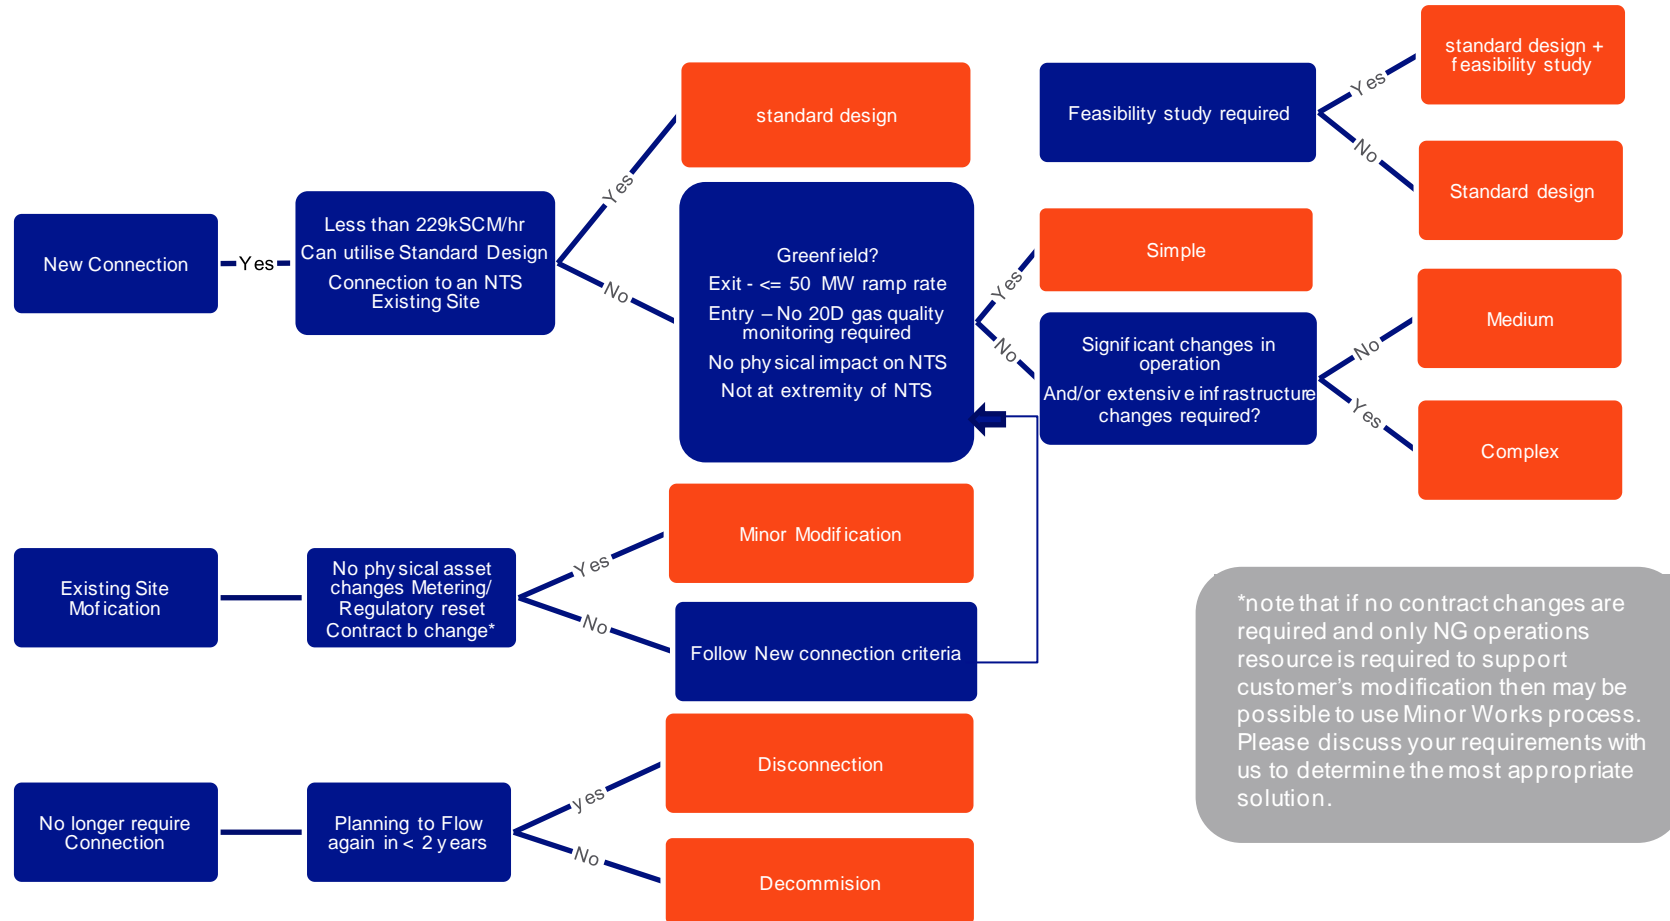 New Connection
Yes
Less than 229kSCM/hr
Can utilise Standard Design
Connection to an NTS
Existing Site
Yes
No
standard design
Greenfield?
Exit - <= 50 MW ramp rate
Entry – No 20D gas quality
monitoring required
No physical impact on NTS
Not at extremity of NTS
Yes
No
Feasibility study required
Yes
No
standard design +
feasibility study
Standard design
Simple
Significant changes in
operation
And/or extensive infrastructure
changes required?
No
Yes
Medium
Complex
Existing Site
Mofication
No physical asset
changes Metering/
Regulatory reset
Contract b change*
Yes
No
Minor Modification
Follow New connection criteria
No longer require
Connection
Planning to Flow
again in < 2 years
yes
No
Disconnection
Decommision
*note that if no contract changes are
required and only NG operations
resource is required to support
customer’s modification then may be
possible to use Minor Works process.
Please discuss your requirements with
us to determine the most appropriate
solution.